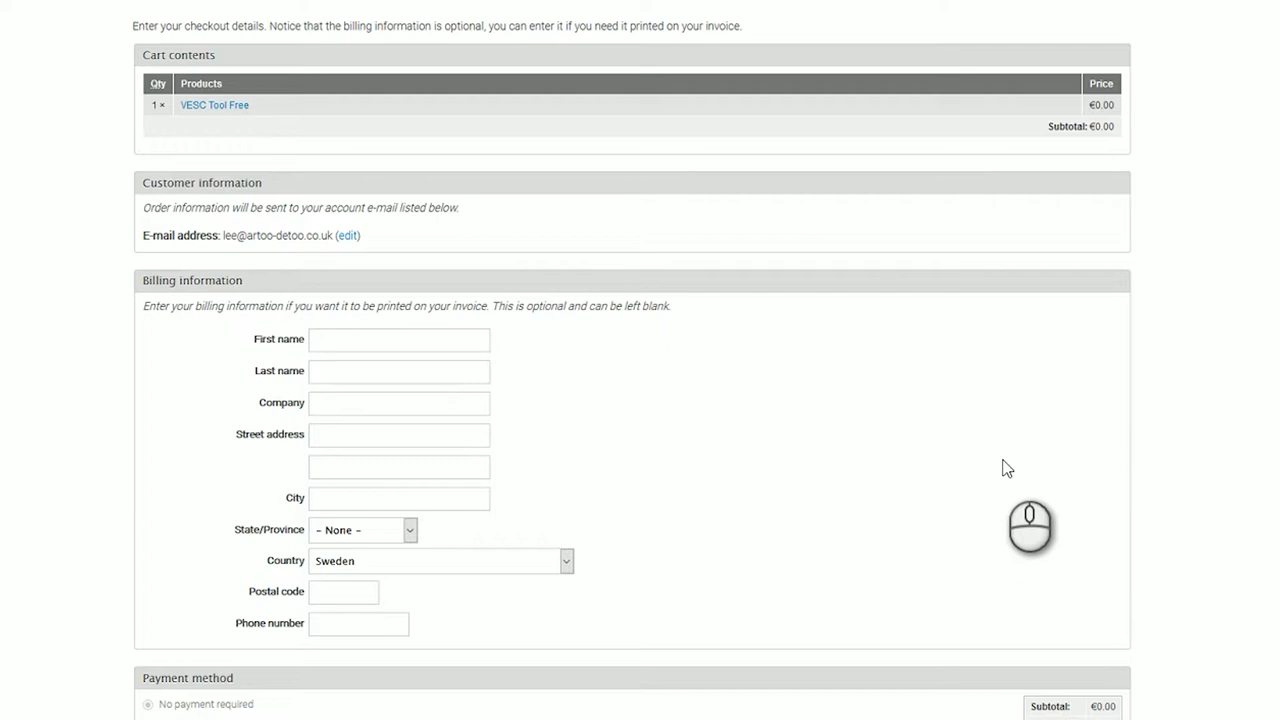 Enter your checkout details. Notice that the billing information is optional, you can enter it if you need it printed on your invoice.
Cart contents
Qty Products Price
1 × VESC Tool Free €0.00
Subtotal: €0.00
Customer information
Order information will be sent to your account e-mail listed below.
E-mail address: lee@artoo-detoo.co.uk (edit)
Billing information
Enter your billing information if you want it to be printed on your invoice. This is optional and can be left blank.
First name
Last name
Company
Street address
City
State/Province - None -
Country Sweden
Postal code
Phone number
Payment method
No payment required
Subtotal: €0.00